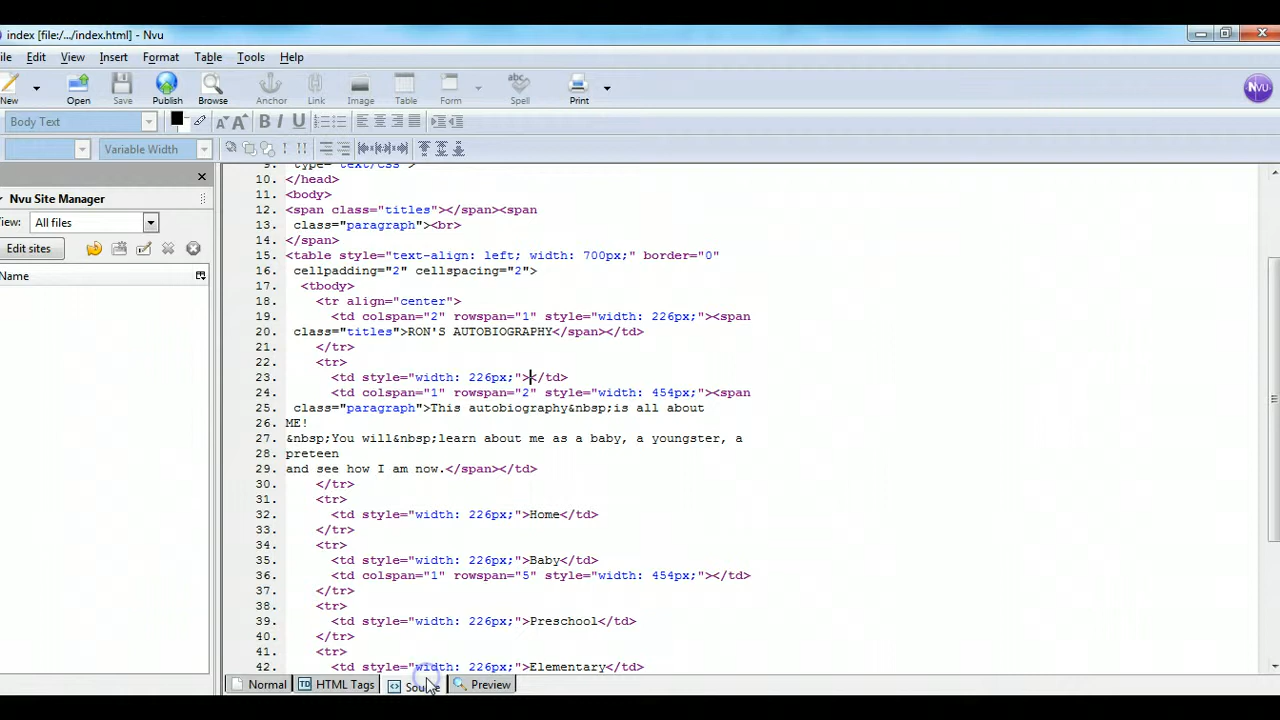 index [file:/.../index.html] - Nvu
ile Edit View Insert Format Table Tools Help
New Open Save Publish Browse Anchor Link Image Table Form Spell Print
abc
NVU
Body Text A A B I U
Variable Width ! !!
Nvu Site Manager
iew: All files
Edit sites
Name
9. type="text/css">
10. </head>
11. <body>
12. <span class="titles"></span><span
13. class="paragraph"><br>
14. </span>
15. <table style="text-align: left; width: 700px;" border="0"
16. cellpadding="2" cellspacing="2">
17. <tbody>
18. <tr align="center">
19. <td colspan="2" rowspan="1" style="width: 226px;"><span
20. class="titles">RON'S AUTOBIOGRAPHY</span></td>
21. </tr>
22. <tr>
23. <td style="width: 226px;"></td>
24. <td colspan="1" rowspan="2" style="width: 454px;"><span
25. class="paragraph">This autobiography&nbsp;is all about
26. ME!
27. &nbsp;You will&nbsp;learn about me as a baby, a youngster, a
28. preteen
29. and see how I am now.</span></td>
30. </tr>
31. <tr>
32. <td style="width: 226px;">Home</td>
33. </tr>
34. <tr>
35. <td style="width: 226px;">Baby</td>
36. <td colspan="1" rowspan="5" style="width: 454px;"></td>
37. </tr>
38. <tr>
39. <td style="width: 226px;">Preschool</td>
40. </tr>
41. <tr>
42. <td style="width: 226px;">Elementary</td>
Normal TD HTML Tags <> Source Preview